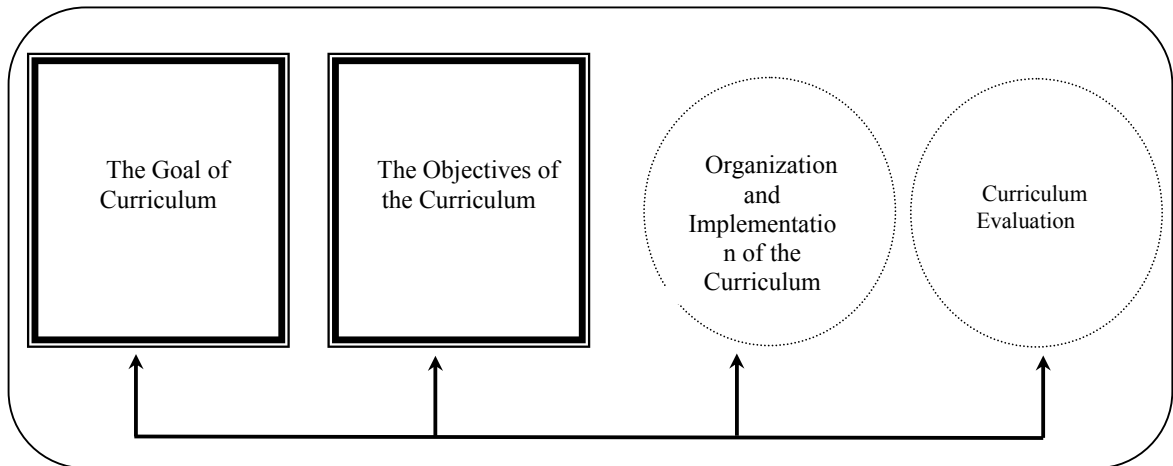 The Goal of
Curriculum
The Objectives of
the Curriculum
Organization
and
Implementatio
n of the
Curriculum
Curriculum
Evaluation